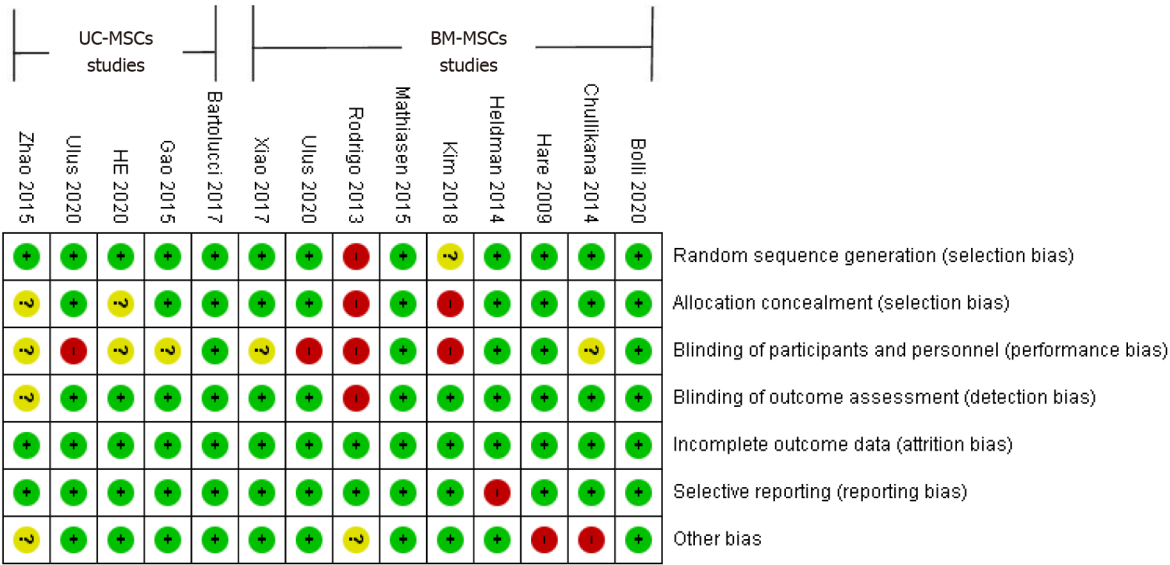 UC-MSCs
studies
BM-MSCs
studies
Zhao 2015
Ulus 2020
HE 2020
Gao 2015
Bartolucci 2017
Xiao 2017
Ulus 2020
Rodrigo 2013
Mathiasen 2015
Kim 2018
Heldman 2014
Hare 2009
Chullikana 2014
Bolli 2020
+ + + + + + + - + ? + + + + Random sequence generation (selection bias)
? + ? + + + + - + - + + + + Allocation concealment (selection bias)
? - ? ? + ? - - + - + + ? + Blinding of participants and personnel (performance bias)
? + + + + + + - + + + + + + Blinding of outcome assessment (detection bias)
+ + + + + + + + + + + + + + Incomplete outcome data (attrition bias)
+ + + + + + + + + + - + + + Selective reporting (reporting bias)
? + + + + + + ? + + + - - + Other bias